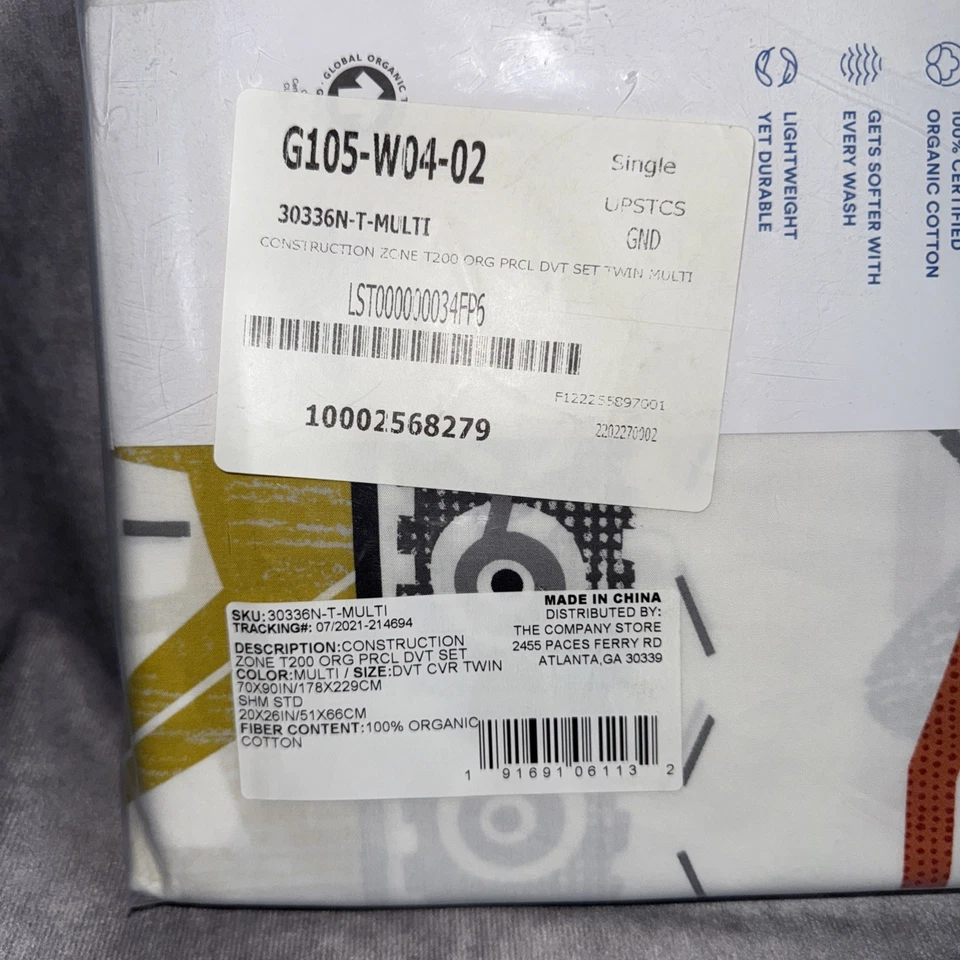 GLOBAL ORGANIC T
G105-W04-02
Single
30336N-T-MULTI
UPSTCS
GND
CONSTRUCTION ZONE T200 ORG PRCL DVT SET TWIN MULTI
LST000000034FP6
F122255897001
10002568279
2202270002
LIGHTWEIGHT
YET DURABLE
GETS SOFTER WITH
EVERY WASH
100% CERTIFIED
ORGANIC COTTON
SKU:30336N-T-MULTI
TRACKING#: 07/2021-214694
DESCRIPTION:CONSTRUCTION
ZONE T200 ORG PRCL DVT SET
COLOR:MULTI / SIZE:DVT CVR TWIN
70X90IN/178X229CM
SHM STD
20X26IN/51X66CM
FIBER CONTENT:100% ORGANIC
COTTON
MADE IN CHINA
DISTRIBUTED BY:
THE COMPANY STORE
2455 PACES FERRY RD
ATLANTA,GA 30339
1 91691 06113 2